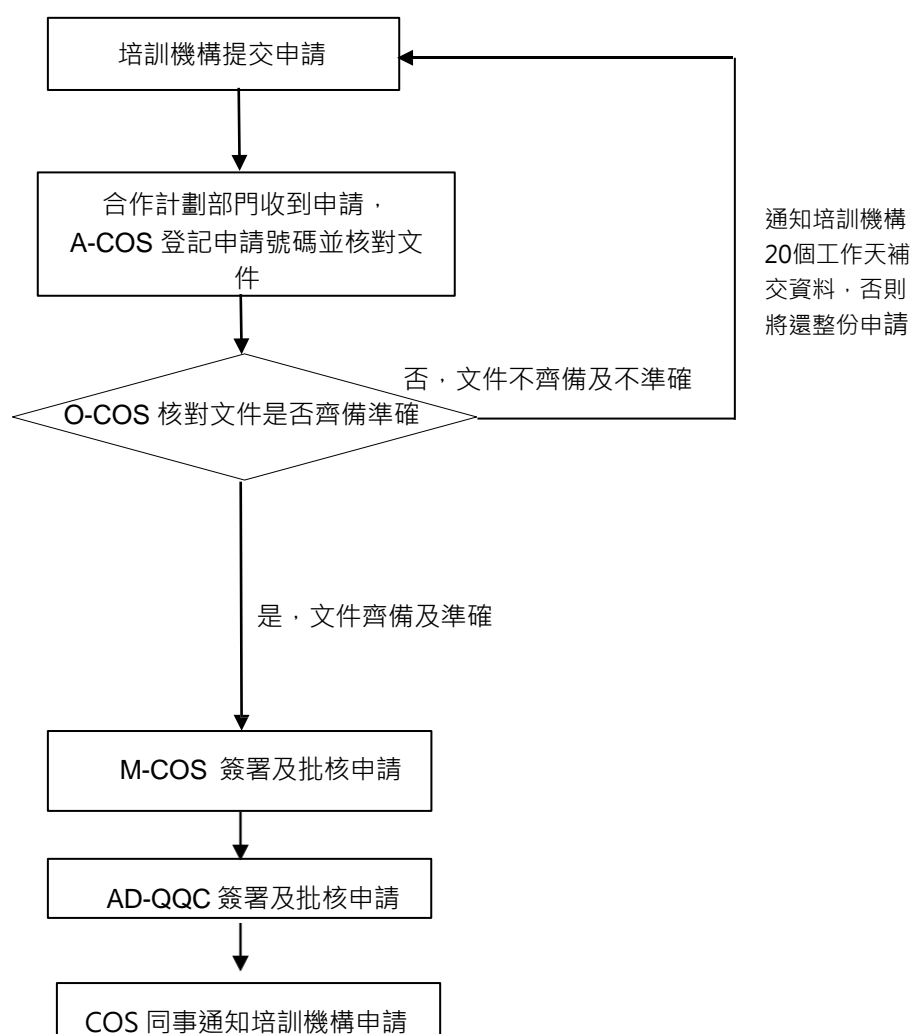 培訓機構提交申請
合作計劃部門收到申請，
A-COS 登記申請號碼並核對文
件
通知培訓機構
20個工作天補
交資料，否則
將還整份申請
否，文件不齊備及不準確
O-COS 核對文件是否齊備準確
是，文件齊備及準確
M-COS 簽署及批核申請
AD-QQC 簽署及批核申請
COS 同事通知培訓機構申請